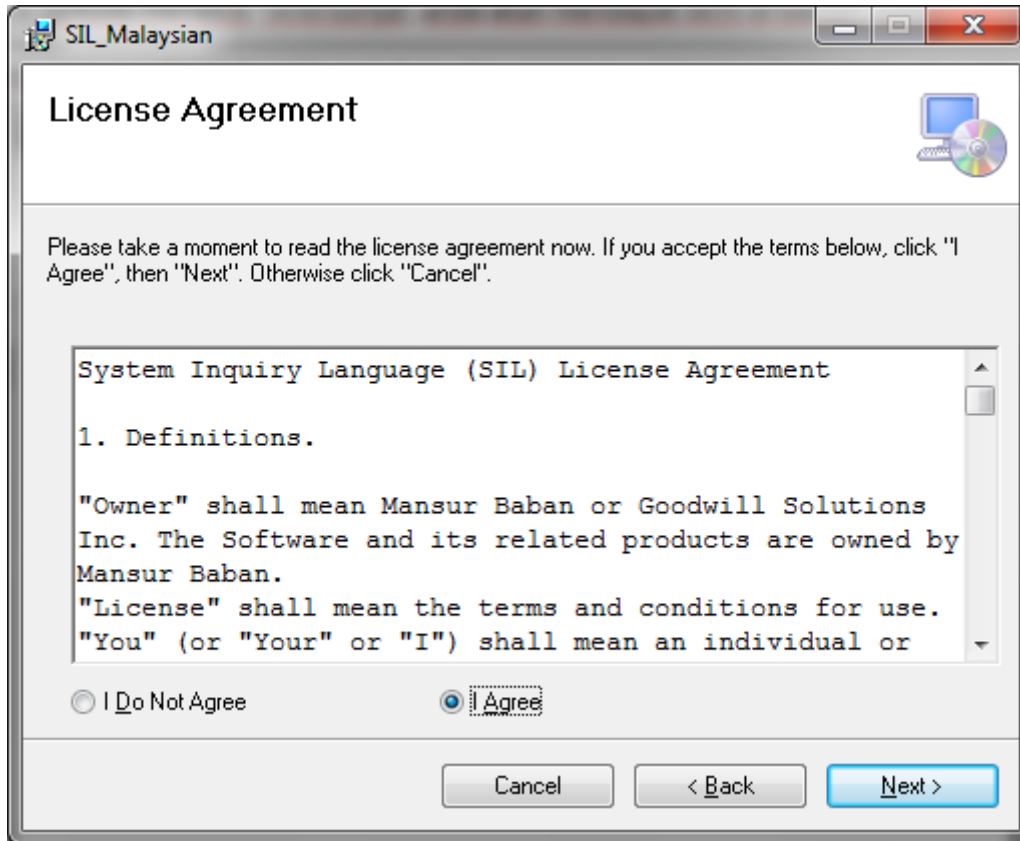 SIL_Malaysian
License Agreement
Please take a moment to read the license agreement now. If you accept the terms below, click "I
Agree", then "Next". Otherwise click "Cancel".
System Inquiry Language (SIL) License Agreement
1. Definitions.
"Owner" shall mean Mansur Baban or Goodwill Solutions
Inc. The Software and its related products are owned by
Mansur Baban.
"License" shall mean the terms and conditions for use.
"You" (or "Your" or "I") shall mean an individual or
I Do Not Agree
I Agree
Cancel
< Back
Next >